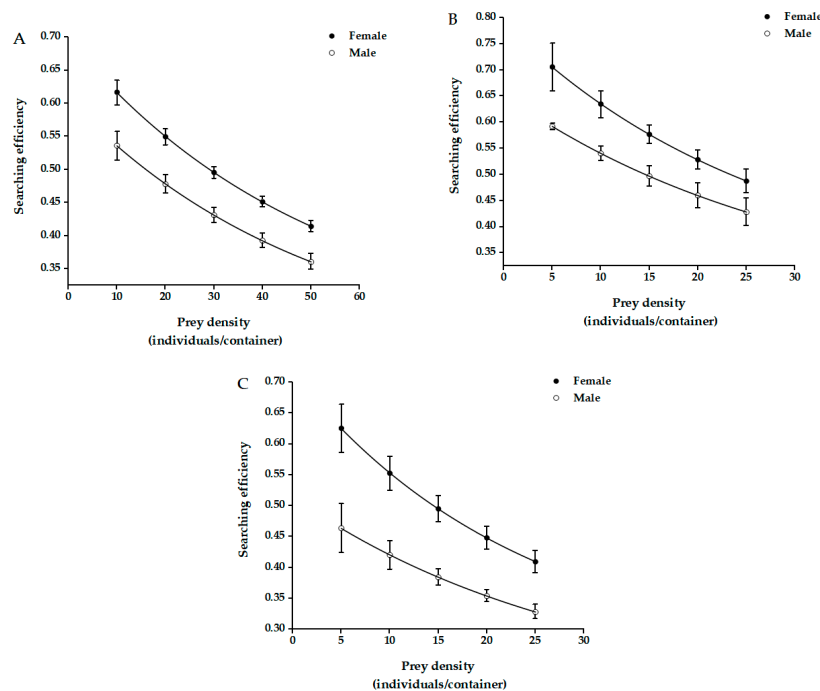 A
Female
Male
0.70
0.65
0.60
0.55
0.50
0.45
0.40
0.35
Searching efficiency
0 10 20 30 40 50 60
Prey density
(individuals/container)
B
Female
Male
0.80
0.75
0.70
0.65
0.60
0.55
0.50
0.45
0.40
0.35
Searching efficiency
0 5 10 15 20 25 30
Prey density
(individuals/container)
C
Female
Male
0.70
0.65
0.60
0.55
0.50
0.45
0.40
0.35
0.30
Searching efficiency
0 5 10 15 20 25 30
Prey density
(individuals/container)